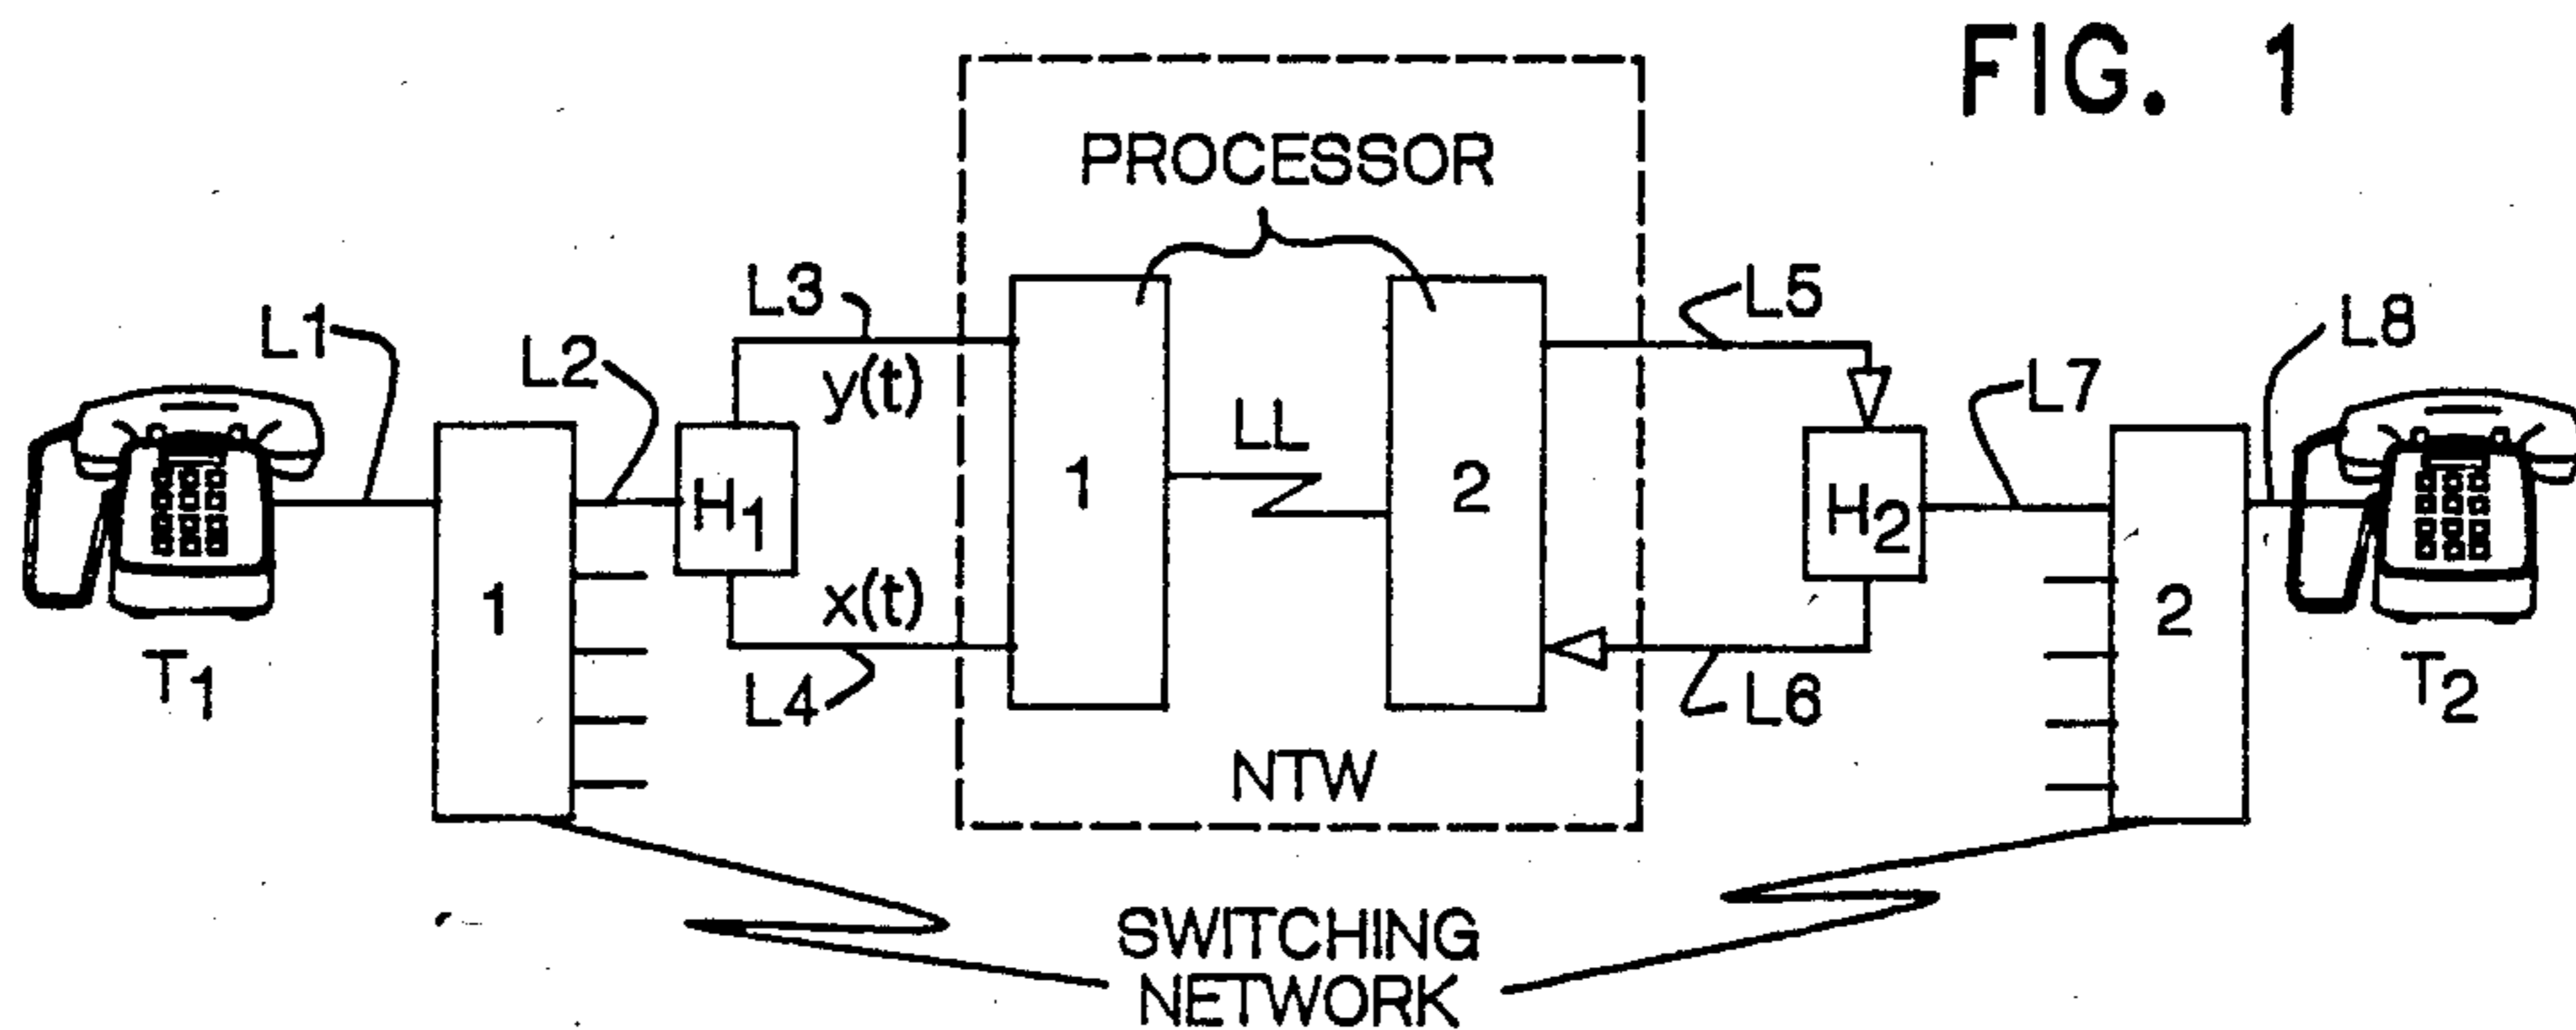 FIG. 1
PROCESSOR
L1
L2
L3
y(t)
H1
x(t)
L4
1
LL
2
L5
L6
H2
L7
L8
1
2
T1
T2
NTW
SWITCHING
NETWORK